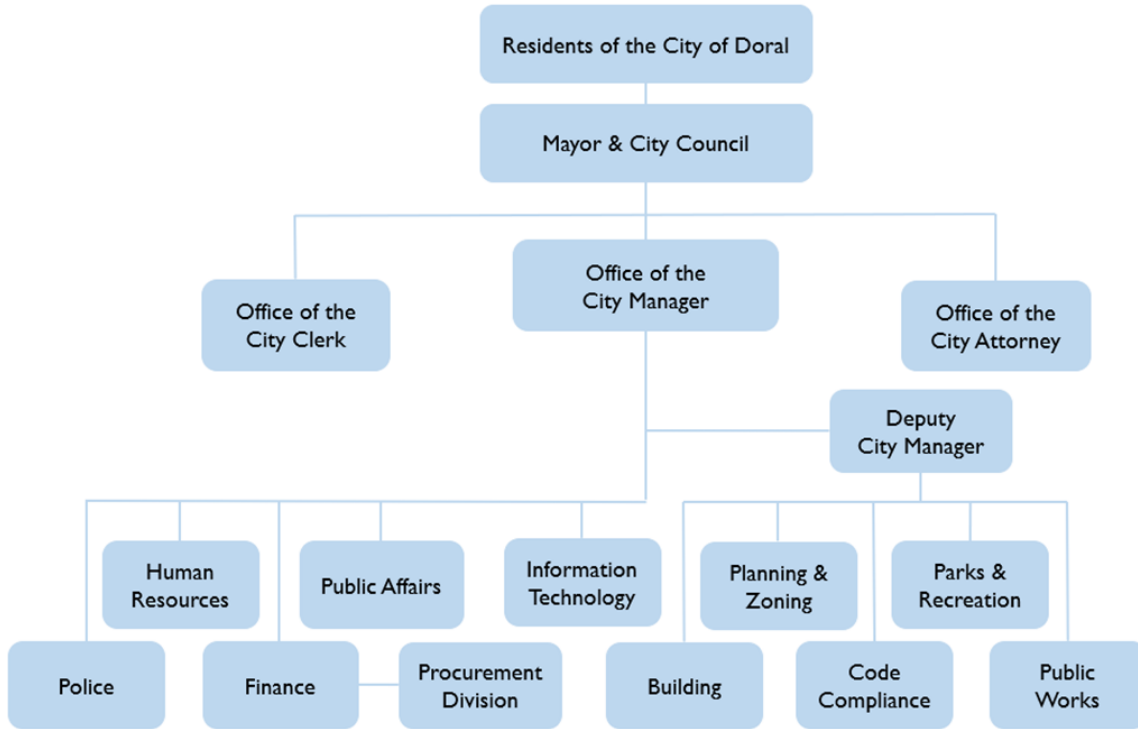 Residents of the City of Doral
Mayor & City Council
Office of the
City Manager
Office of the
City Clerk
Office of the
City Attorney
Deputy
City Manager
Human
Resources
Public Affairs
Information
Technology
Planning &
Zoning
Parks &
Recreation
Police
Finance
Procurement
Division
Building
Code
Compliance
Public
Works